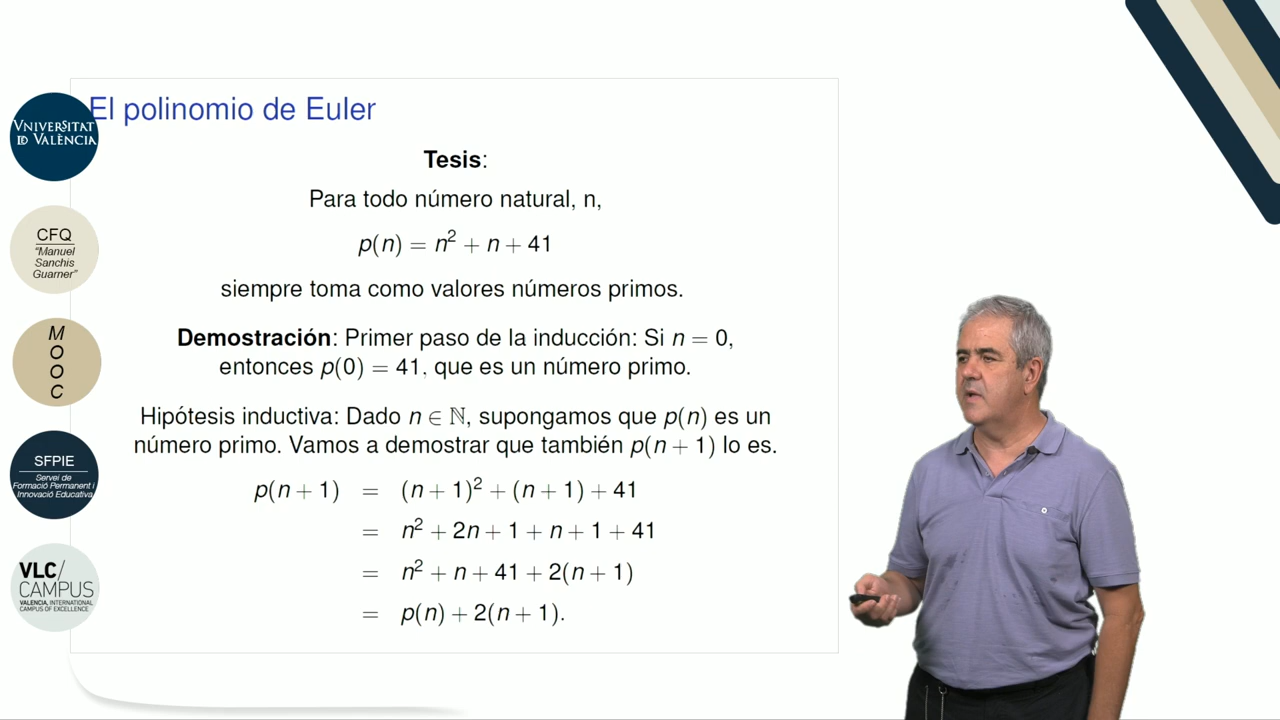 El polinomio de Euler
Tesis:
Para todo número natural, n,
p(n) = n² + n + 41
siempre toma como valores números primos.
Demostración: Primer paso de la inducción: Si n = 0,
entonces p(0) = 41, que es un número primo.
Hipótesis inductiva: Dado n ∈ ℕ, supongamos que p(n) es un
número primo. Vamos a demostrar que también p(n + 1) lo es.
p(n + 1) = (n + 1)² + (n + 1) + 41
= n² + 2n + 1 + n + 1 + 41
= n² + n + 41 + 2(n + 1)
= p(n) + 2(n + 1).
VNIVERSITAT
ID VALÈNCIA
CFQ
"Manuel
Sanchis
Guarner"
M
O
O
C
SFPIE
Servei de
Formació Permanent i
Innovació Educativa
VLC/
CAMPUS
VALENCIA, INTERNATIONAL
CAMPUS OF EXCELLENCE